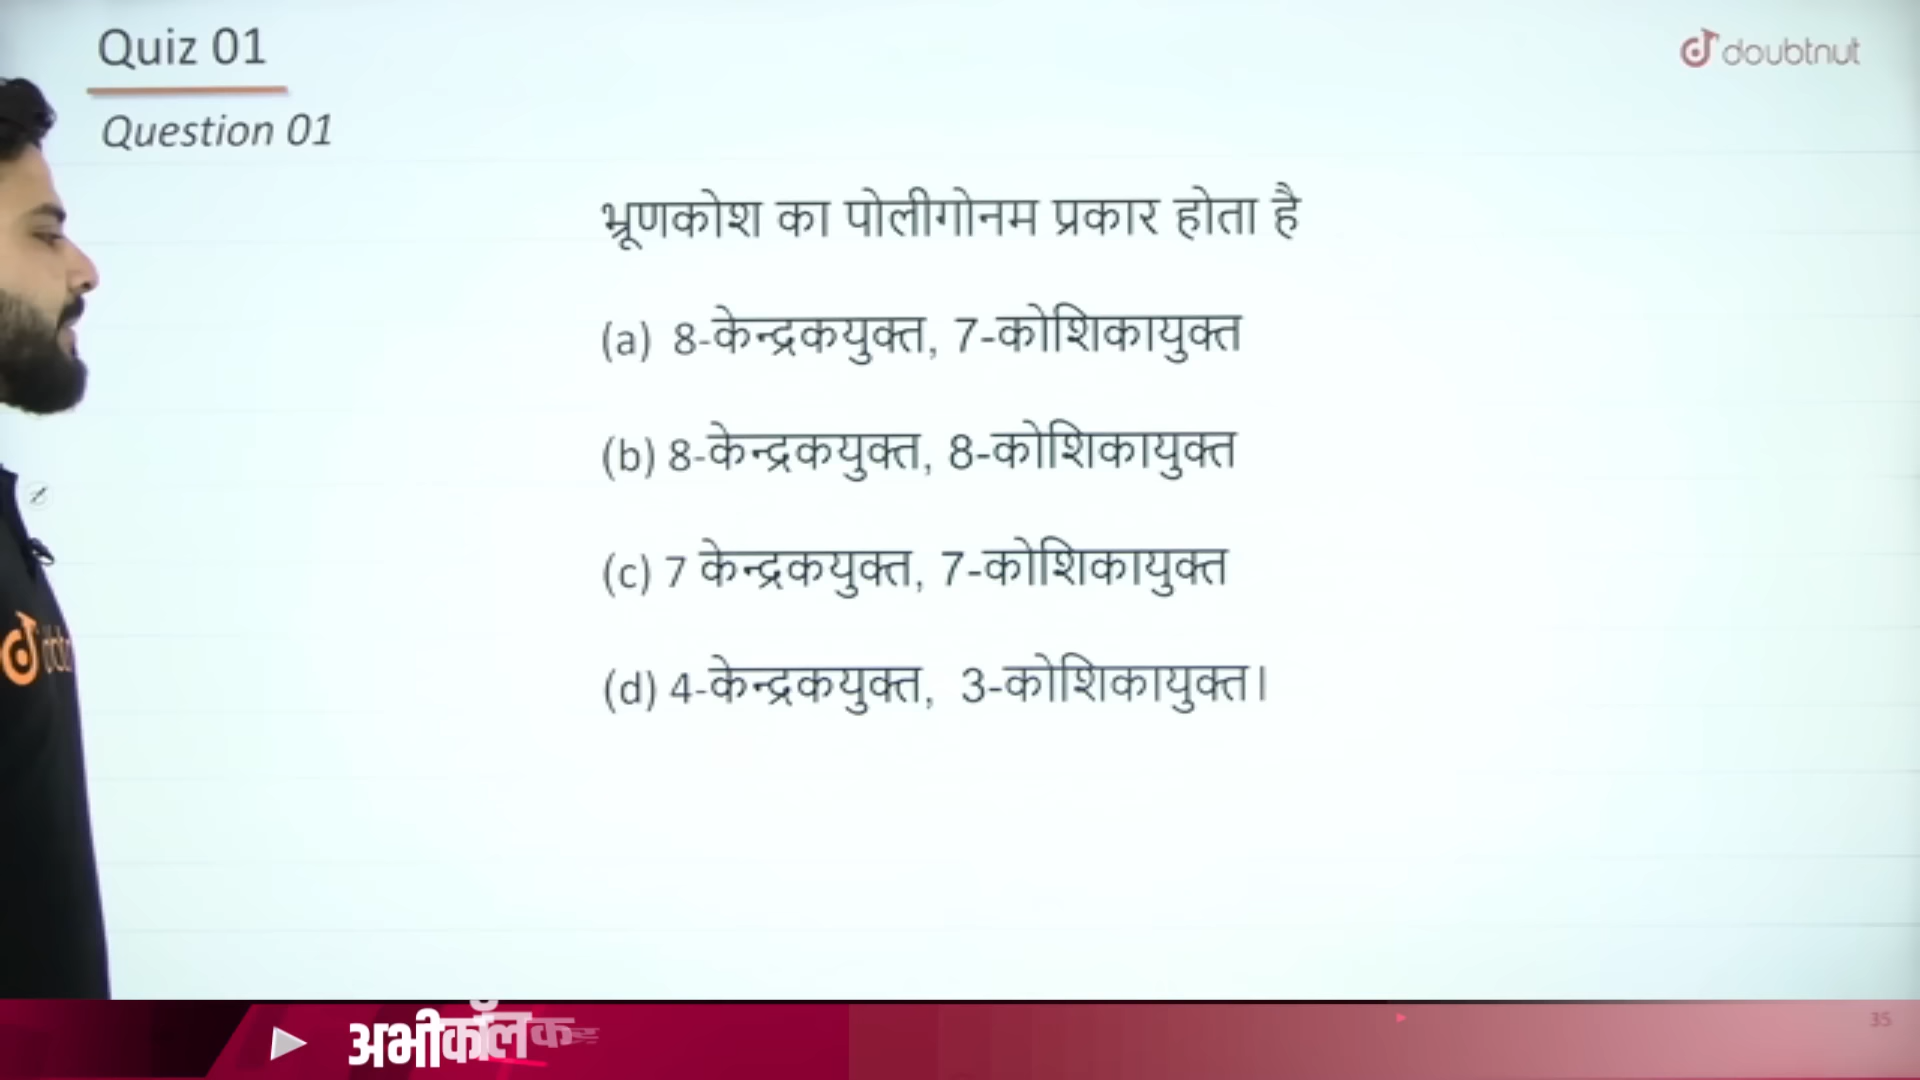 Quiz 01
doubtnut
Question 01
भ्रूणकोश का पोलीगोनम प्रकार होता है
(a) 8-केन्द्रकयुक्त, 7-कोशिकायुक्त
(b) 8-केन्द्रकयुक्त, 8-कोशिकायुक्त
(c) 7 केन्द्रकयुक्त, 7-कोशिकायुक्त
(d) 4-केन्द्रकयुक्त, 3-कोशिकायुक्त।
अभी कॉल
35